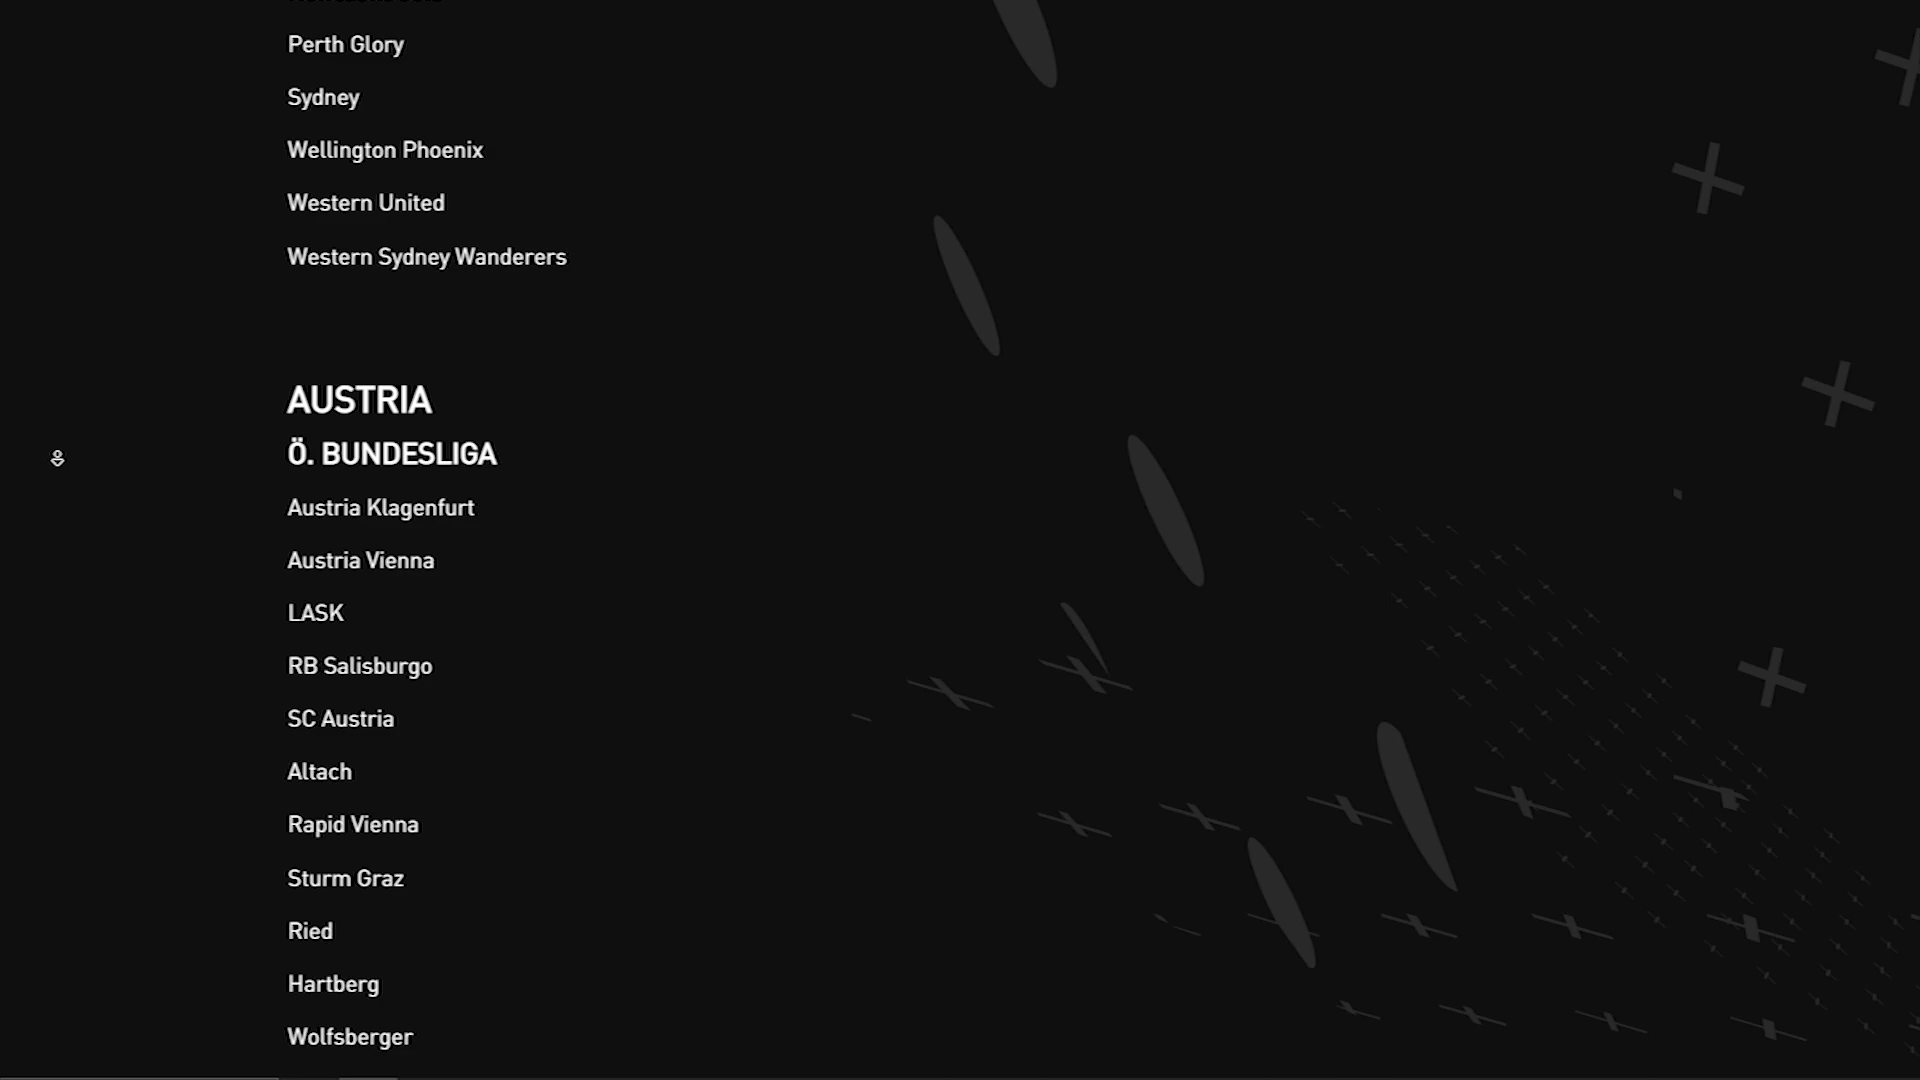 Perth Glory
Sydney
Wellington Phoenix
Western United
Western Sydney Wanderers
AUSTRIA
Ö. BUNDESLIGA
Austria Klagenfurt
Austria Vienna
LASK
RB Salisburgo
SC Austria
Altach
Rapid Vienna
Sturm Graz
Ried
Hartberg
Wolfsberger